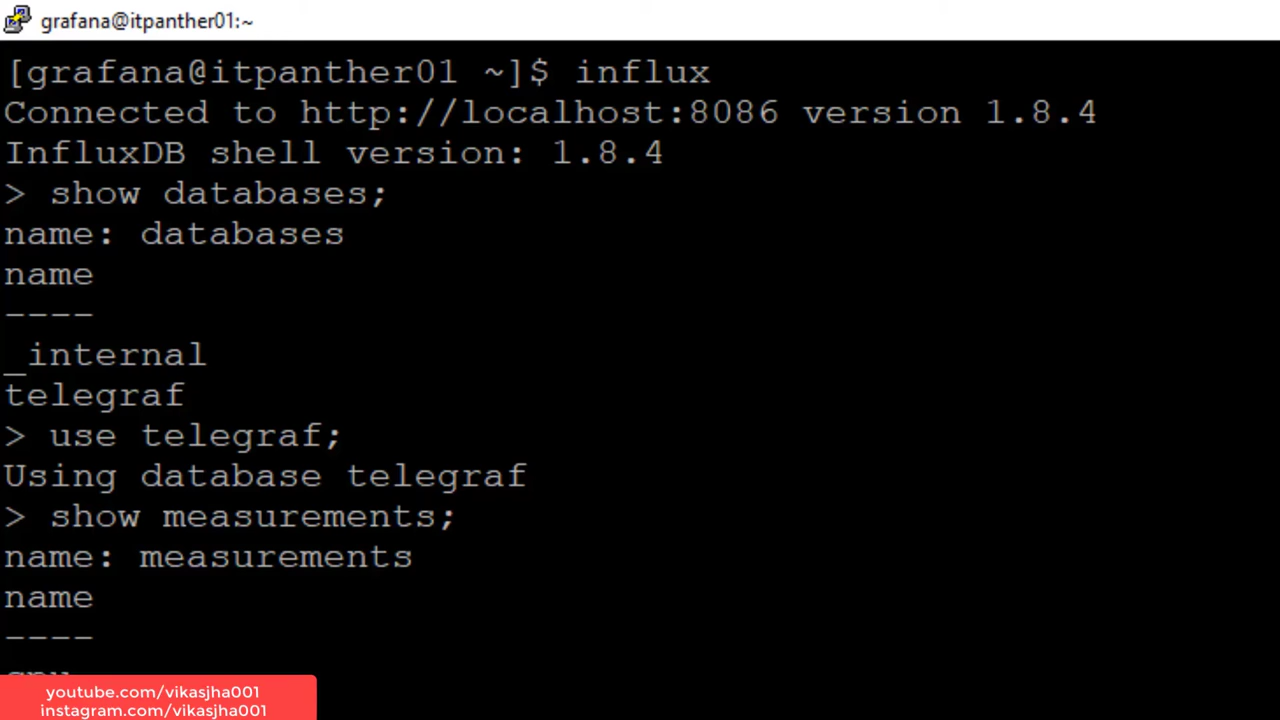 grafana@itpanther01:~
[grafana@itpanther01 ~]$ influx
Connected to http://localhost:8086 version 1.8.4
InfluxDB shell version: 1.8.4
> show databases;
name: databases
name
----
_internal
telegraf
> use telegraf;
Using database telegraf
> show measurements;
name: measurements
name
----
youtube.com/vikasjha001
instagram.com/vikasjha001